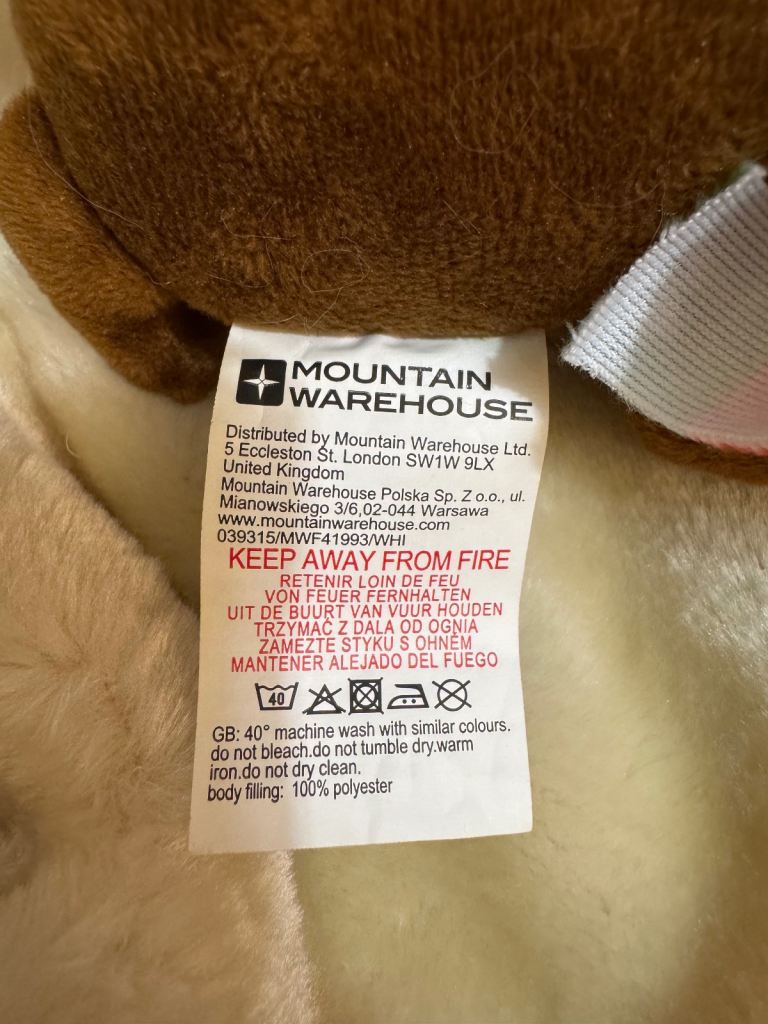 MOUNTAIN
WAREHOUSE
Distributed by Mountain Warehouse Ltd.
5 Eccleston St. London SW1W 9LX
United Kingdom
Mountain Warehouse Polska Sp. Z o.o., ul.
Mianowskiego 3/6,02-044 Warsawa
www.mountainwarehouse.com
039315/MWF41993/WHI
KEEP AWAY FROM FIRE
RETENIR LOIN DE FEU
VON FEUER FERNHALTEN
UIT DE BUURT VAN VUUR HOUDEN
TRZYMAĆ Z DALA OD OGNIA
ZAMEZTE STYKU S OHNĚM
MANTENER ALEJADO DEL FUEGO
40
GB: 40° machine wash with similar colours.
do not bleach.do not tumble dry.warm
iron.do not dry clean.
body filling: 100% polyester